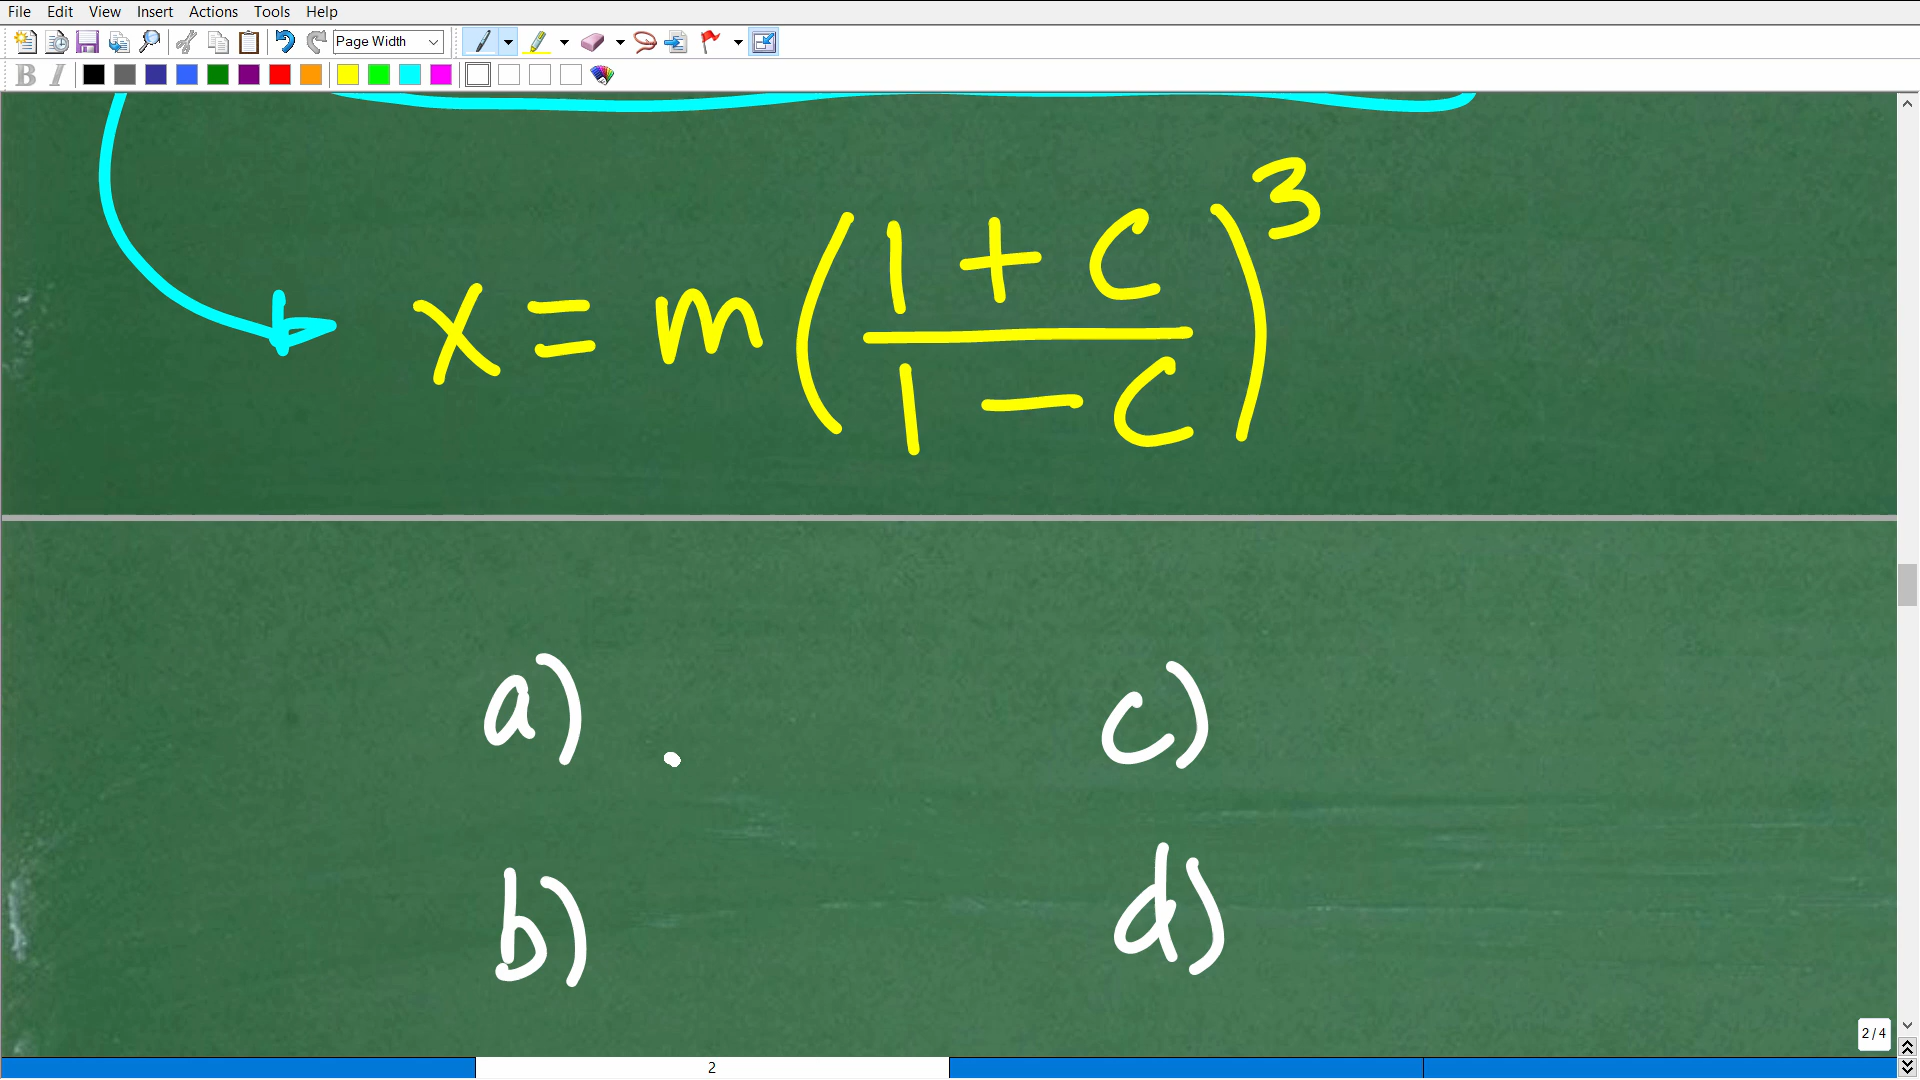 File Edit View Insert Actions Tools Help
Page Width
B I
x = m(1 + c / 1 - c)^3
a) . c)
b) d)
2 / 4
2